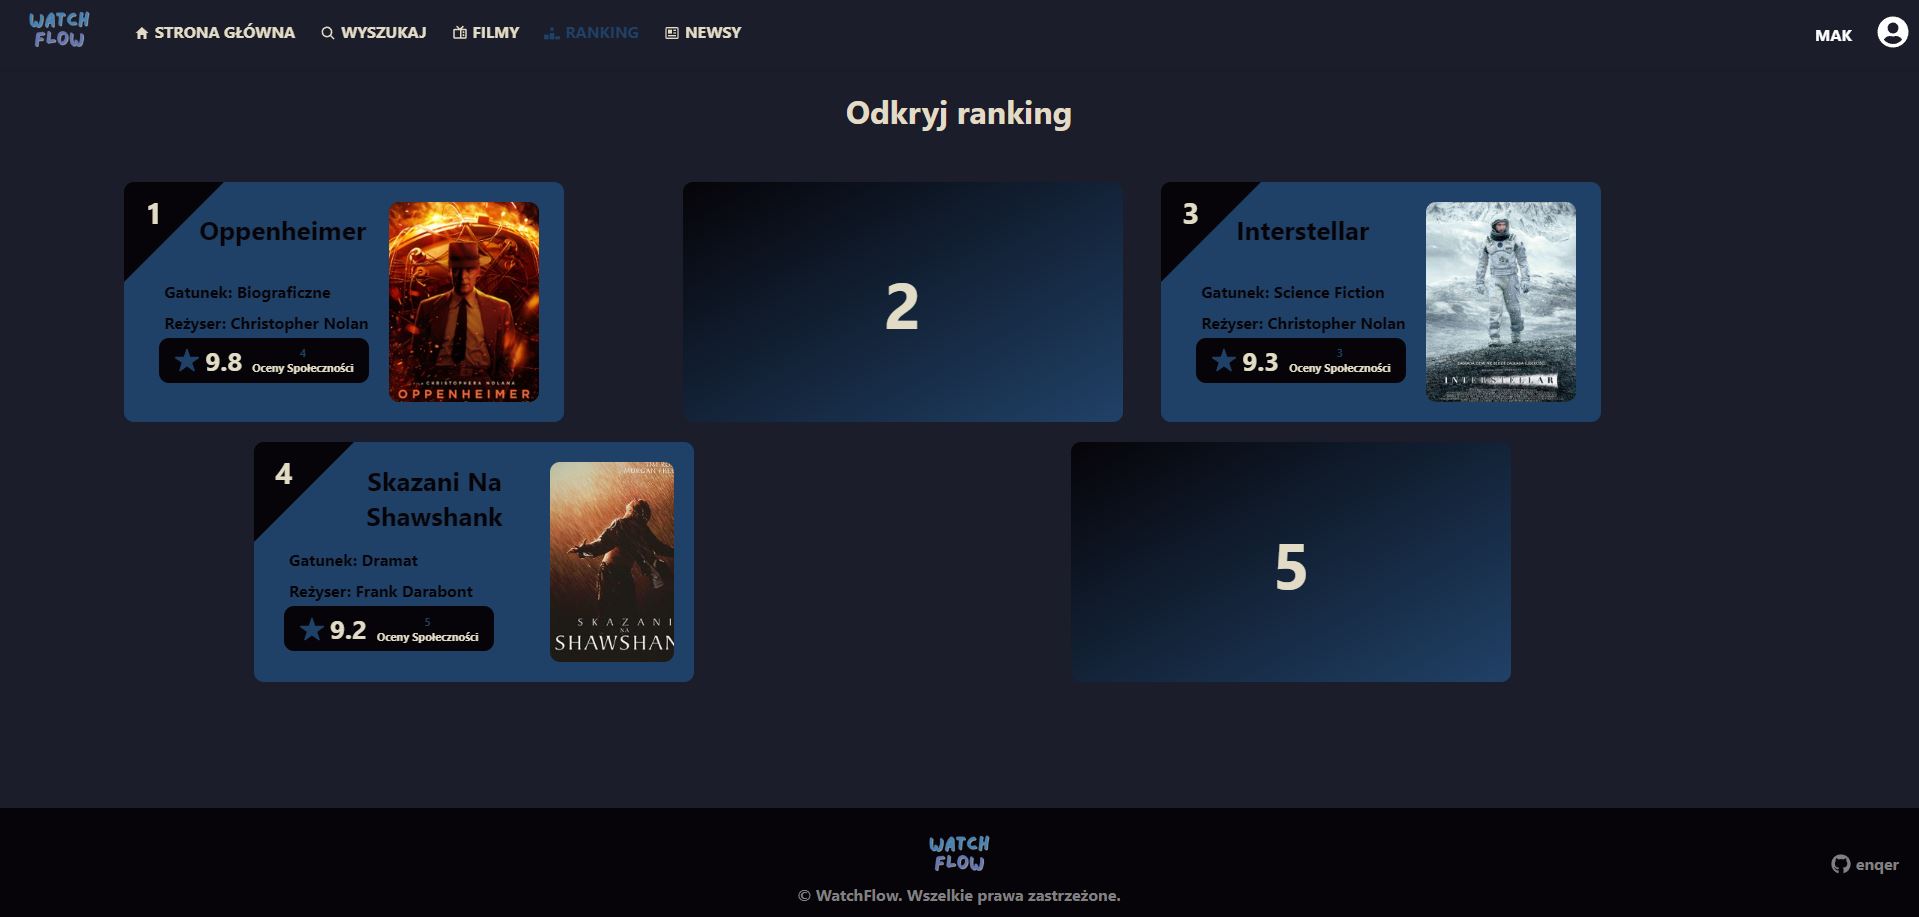 WATCH
FLOW
STRONA GŁÓWNA
WYSZUKAJ
FILMY
RANKING
NEWSY
MAK
Odkryj ranking
1
Oppenheimer
Gatunek: Biograficzne
Reżyser: Christopher Nolan
9.8
4
Oceny Społeczności
CHRISTOPHERA NOLANA
OPPENHEIMER
2
3
Interstellar
Gatunek: Science Fiction
Reżyser: Christopher Nolan
9.3
3
Oceny Społeczności
INTERSTELLAR
4
Skazani Na
Shawshank
Gatunek: Dramat
Reżyser: Frank Darabont
9.2
5
Oceny Społeczności
SKAZANI
NA
SHAWSHAN
5
WATCH
FLOW
© WatchFlow. Wszelkie prawa zastrzeżone.
enqer